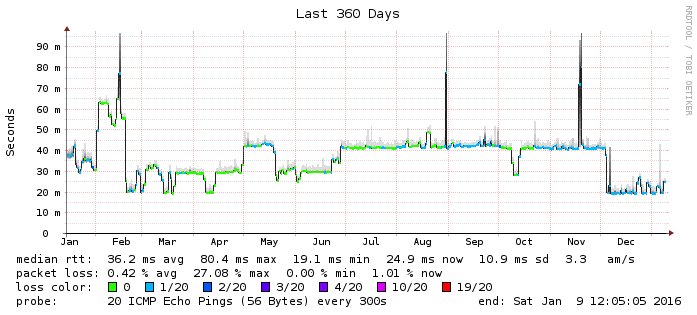 Last 360 Days
RRDTOOL / TOBI OETIKER
Seconds
90 m
80 m
70 m
60 m
50 m
40 m
30 m
20 m
10 m
0
Jan Feb Mar Apr May Jun Jul Aug Sep Oct Nov Dec
median rtt: 36.2 ms avg 80.4 ms max 19.1 ms min 24.9 ms now 10.9 ms sd 3.3 am/s
packet loss: 0.42 % avg 27.08 % max 0.00 % min 1.01 % now
loss color: 0 1/20 2/20 3/20 4/20 10/20 19/20
probe: 20 ICMP Echo Pings (56 Bytes) every 300s end: Sat Jan 9 12:05:05 2016